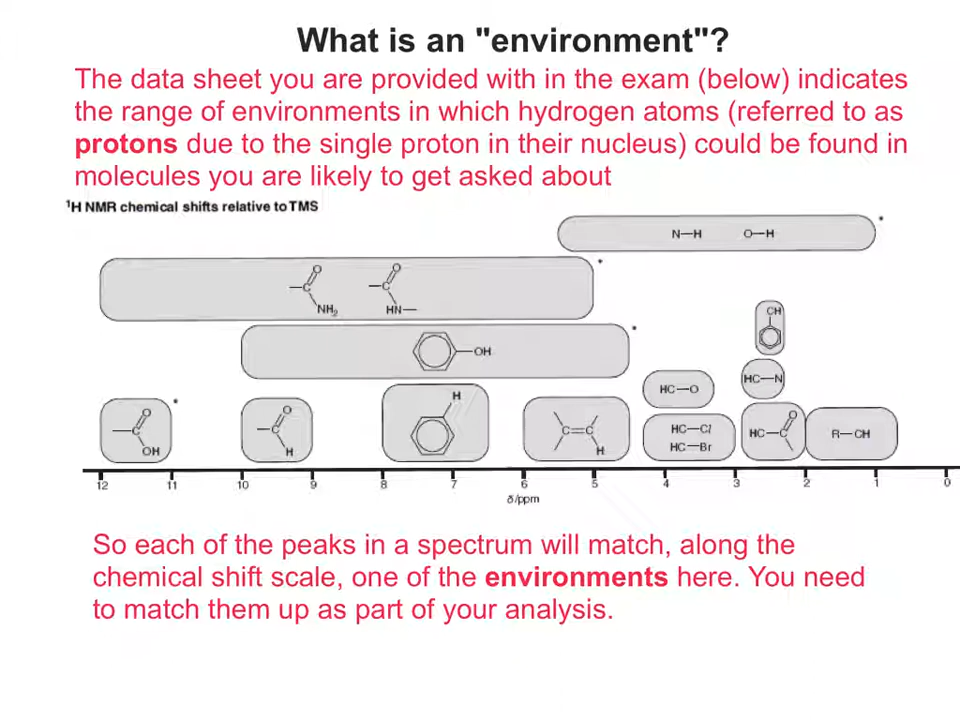 What is an "environment"?
The data sheet you are provided with in the exam (below) indicates
the range of environments in which hydrogen atoms (referred to as
protons due to the single proton in their nucleus) could be found in
molecules you are likely to get asked about
¹H NMR chemical shifts relative to TMS
N—H O—H *
O O *
C C
NH₂ HN
OH *
CH
HC—N
HC—O
O *
C
OH
O
C
H
H
C=C
H
HC—Cl
HC—Br
O
HC—C
R—CH
12 11 10 9 8 7 6 5 4 3 2 1 0
δ/ppm
So each of the peaks in a spectrum will match, along the
chemical shift scale, one of the environments here. You need
to match them up as part of your analysis.